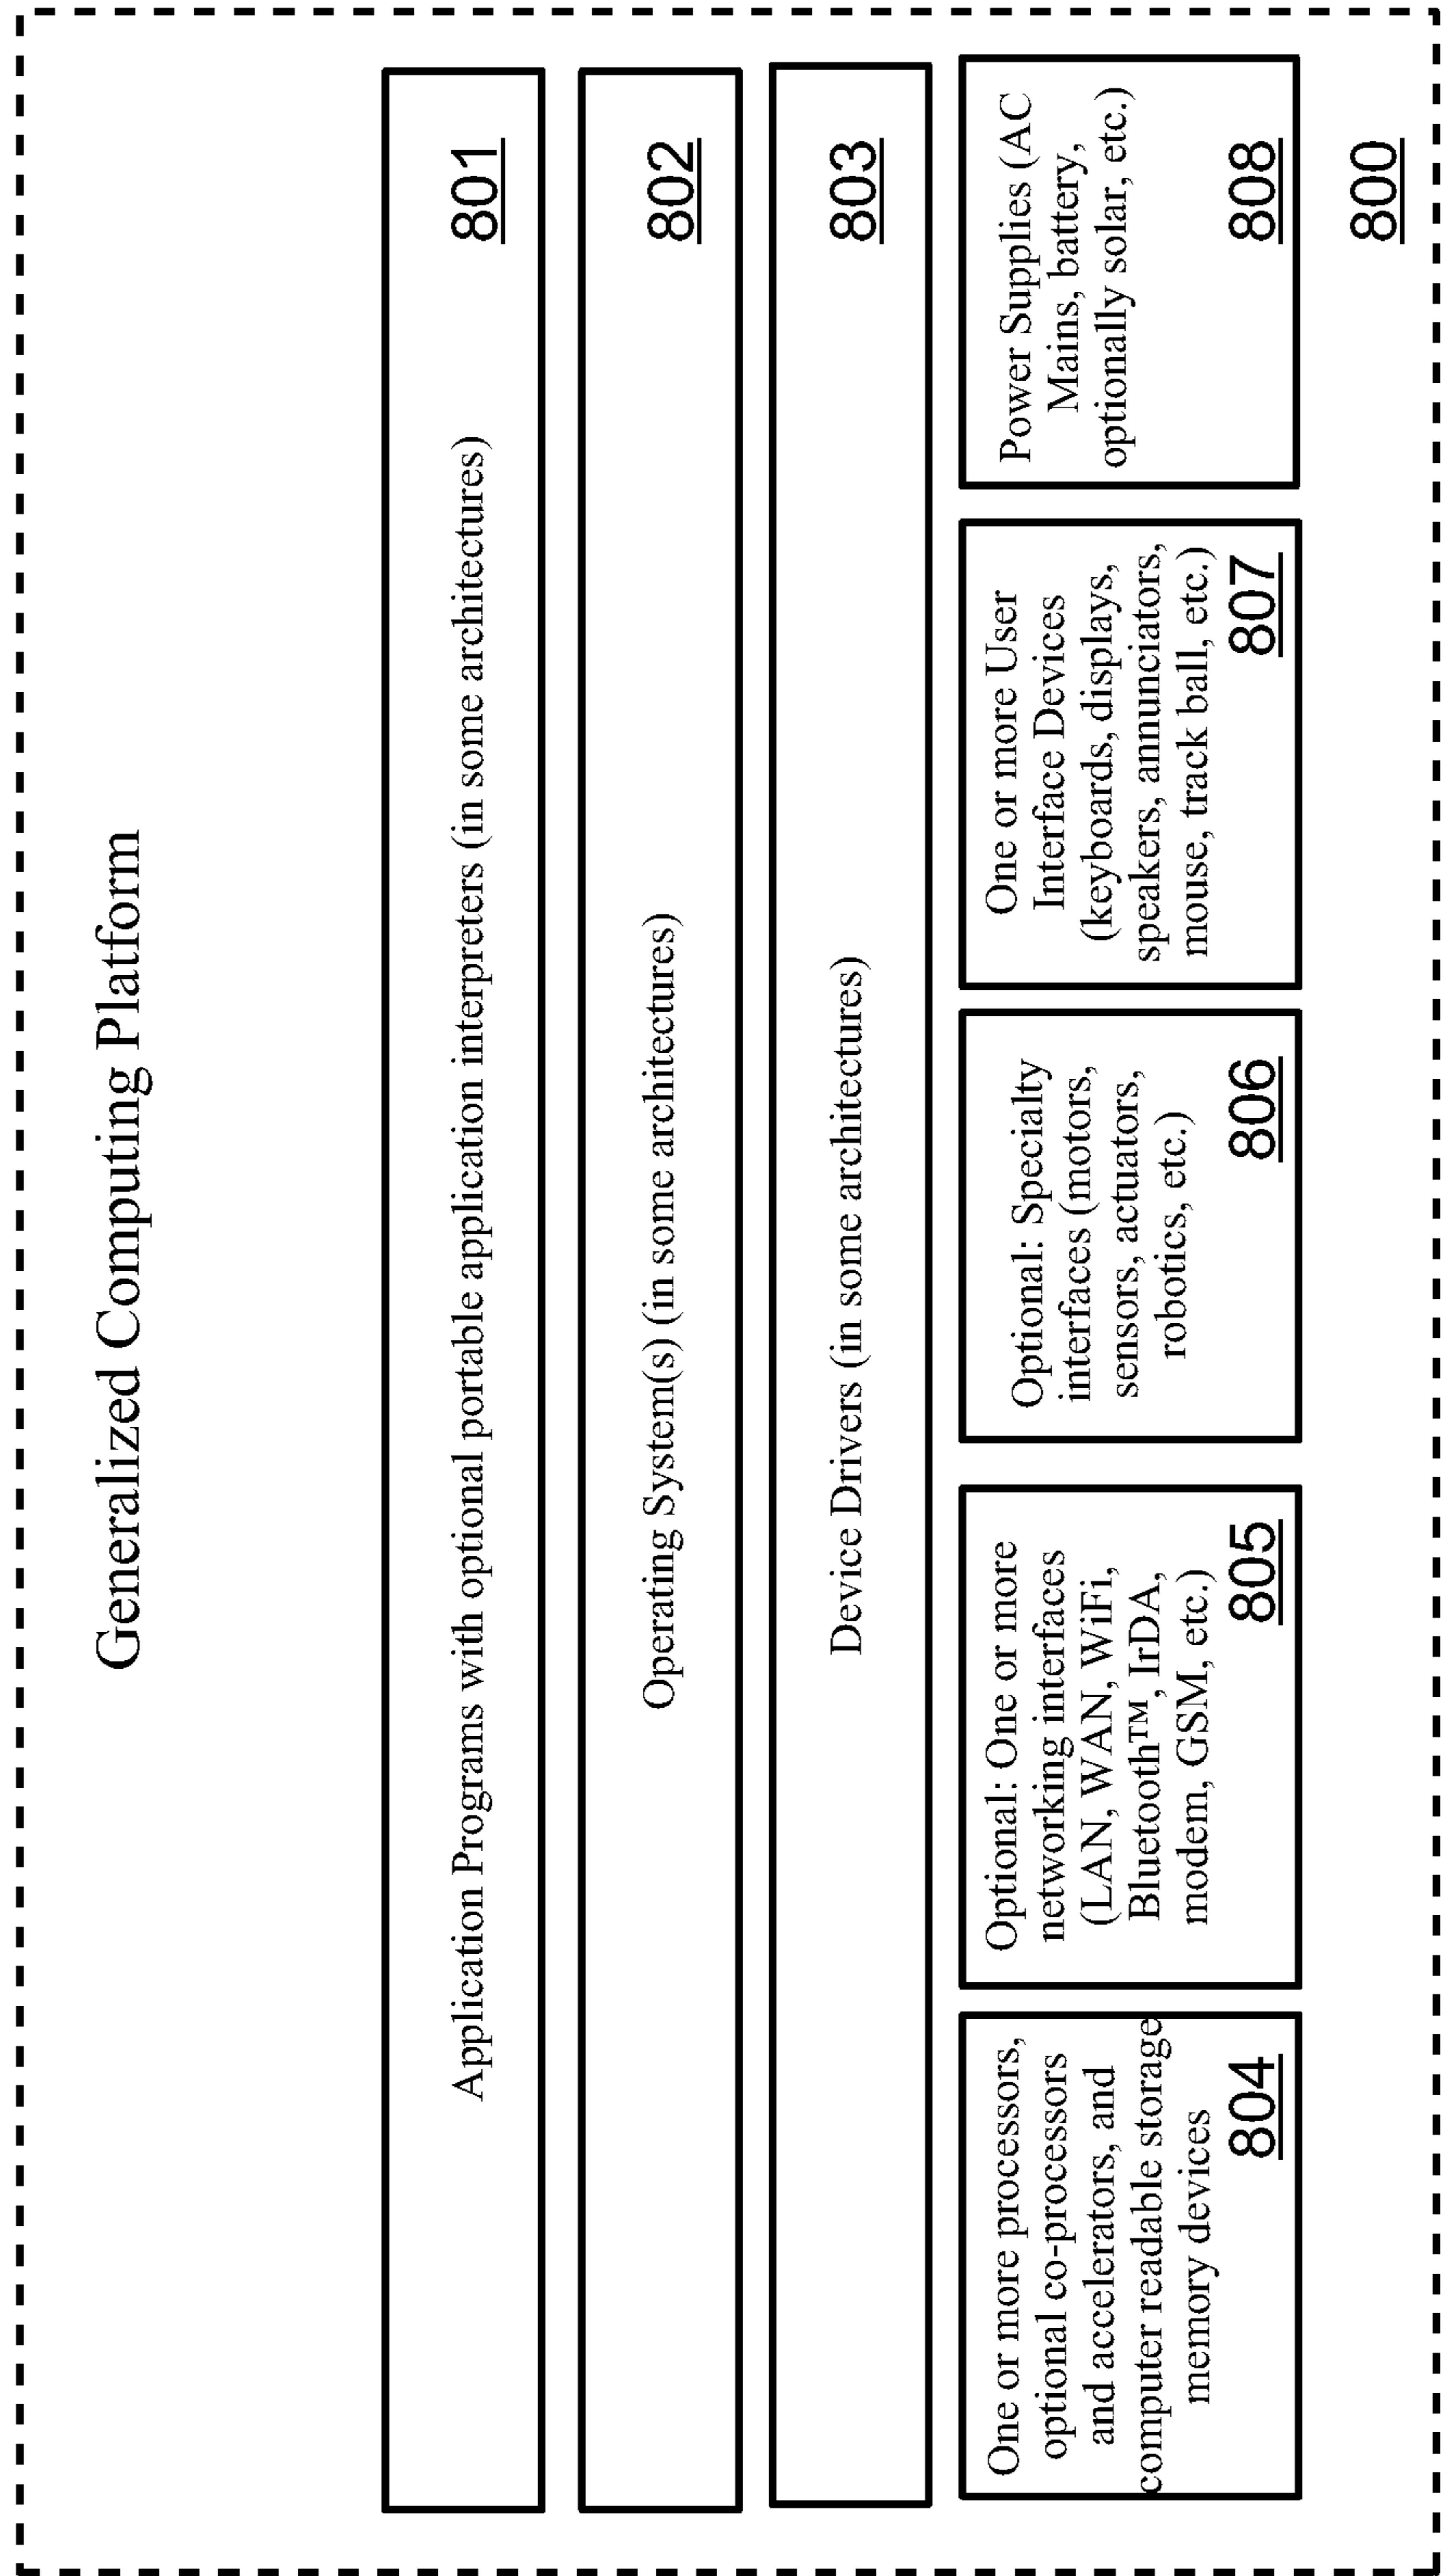 Generalized Computing Platform
Application Programs with optional portable application interpreters (in some architectures)
801
Operating System(s) (in some architectures)
802
Device Drivers (in some architectures)
803
One or more processors,
optional co-processors
and accelerators, and
computer readable storage
memory devices
804
Optional: One or more
networking interfaces
(LAN, WAN, WiFi,
Bluetooth™, IrDA,
modem, GSM, etc.)
805
Optional: Specialty
interfaces (motors,
sensors, actuators,
robotics, etc.)
806
One or more User
Interface Devices
(keyboards, displays,
speakers, annunciators,
mouse, track ball, etc.)
807
Power Supplies (AC
Mains, battery,
optionally solar, etc.)
808
800